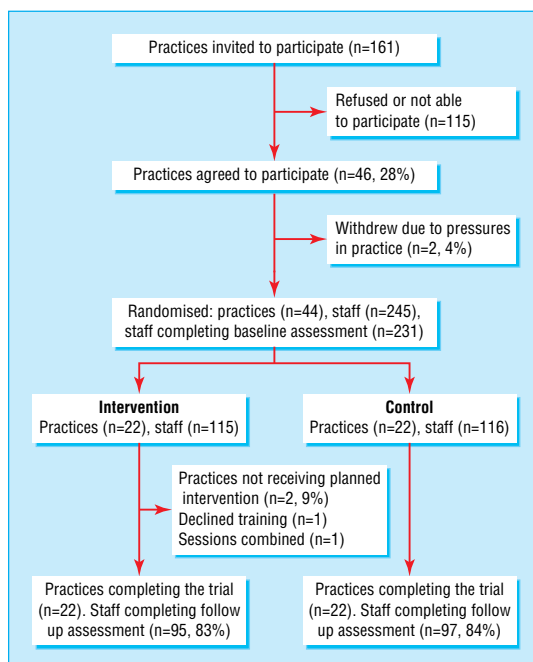 Practices invited to participate (n=161)
Refused or not able
to participate (n=115)
Practices agreed to participate (n=46, 28%)
Withdrew due to pressures
in practice (n=2, 4%)
Randomised: practices (n=44), staff (n=245),
staff completing baseline assessment (n=231)
Intervention
Practices (n=22), staff (n=115)
Control
Practices (n=22), staff (n=116)
Practices not receiving planned
intervention (n=2, 9%)
Declined training (n=1)
Sessions combined (n=1)
Practices completing the trial
(n=22). Staff completing follow
up assessment (n=95, 83%)
Practices completing the trial
(n=22). Staff completing follow
up assessment (n=97, 84%)